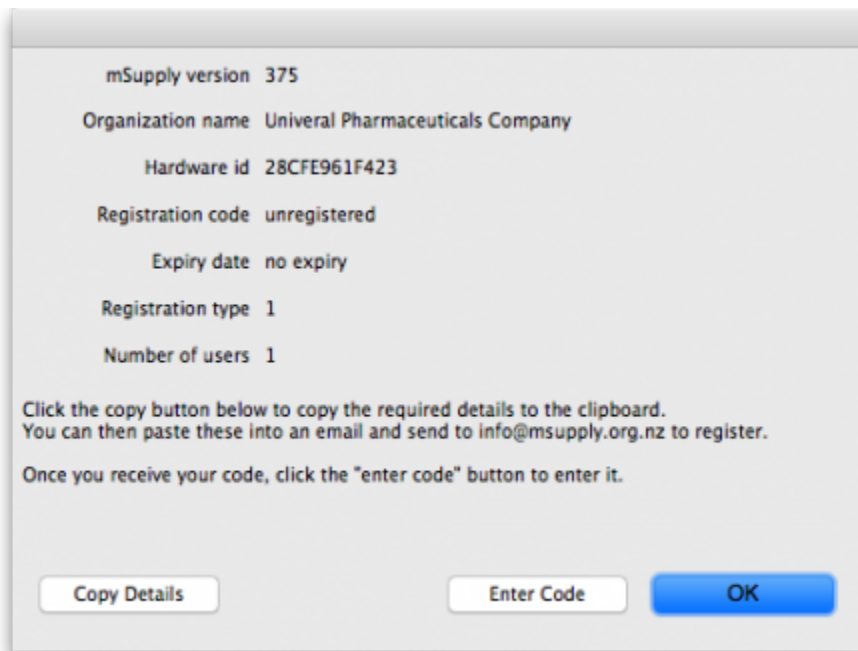 mSupply version 375
Organization name Univeral Pharmaceuticals Company
Hardware id 28CFE961F423
Registration code unregistered
Expiry date no expiry
Registration type 1
Number of users 1
Click the copy button below to copy the required details to the clipboard.
You can then paste these into an email and send to info@msupply.org.nz to register.
Once you receive your code, click the "enter code" button to enter it.
Copy Details Enter Code OK